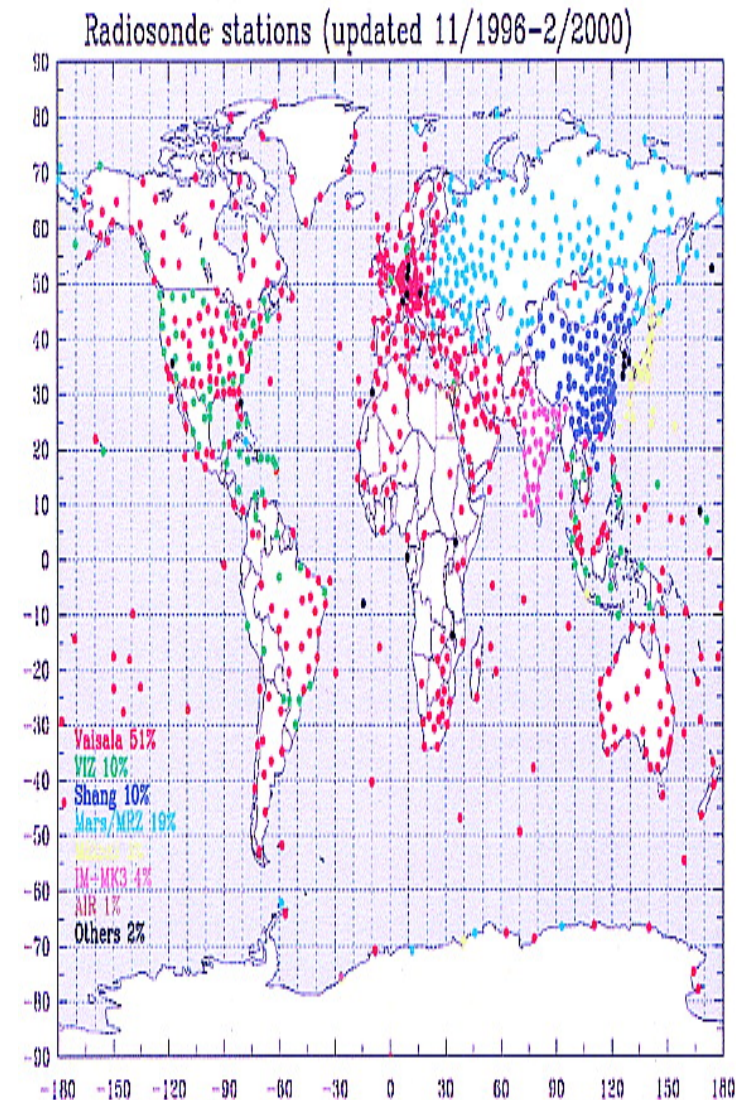 Radiosonde stations (updated 11/1996-2/2000)
90
80
70
60
50
40
30
20
10
0
-10
-20
-30
-40
-50
-60
-70
-80
-90
Vaisala 51%
VIZ 10%
Shang 10%
Mars/MRZ 19%
IM-MK3 4%
AIR 1%
Others 2%
-180 -150 -120 -90 -60 -30 0 30 60 90 120 150 180